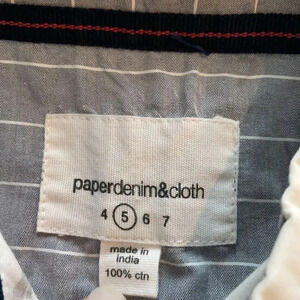 paperdenim&cloth
4 5 6 7
made in
india
100% ctn